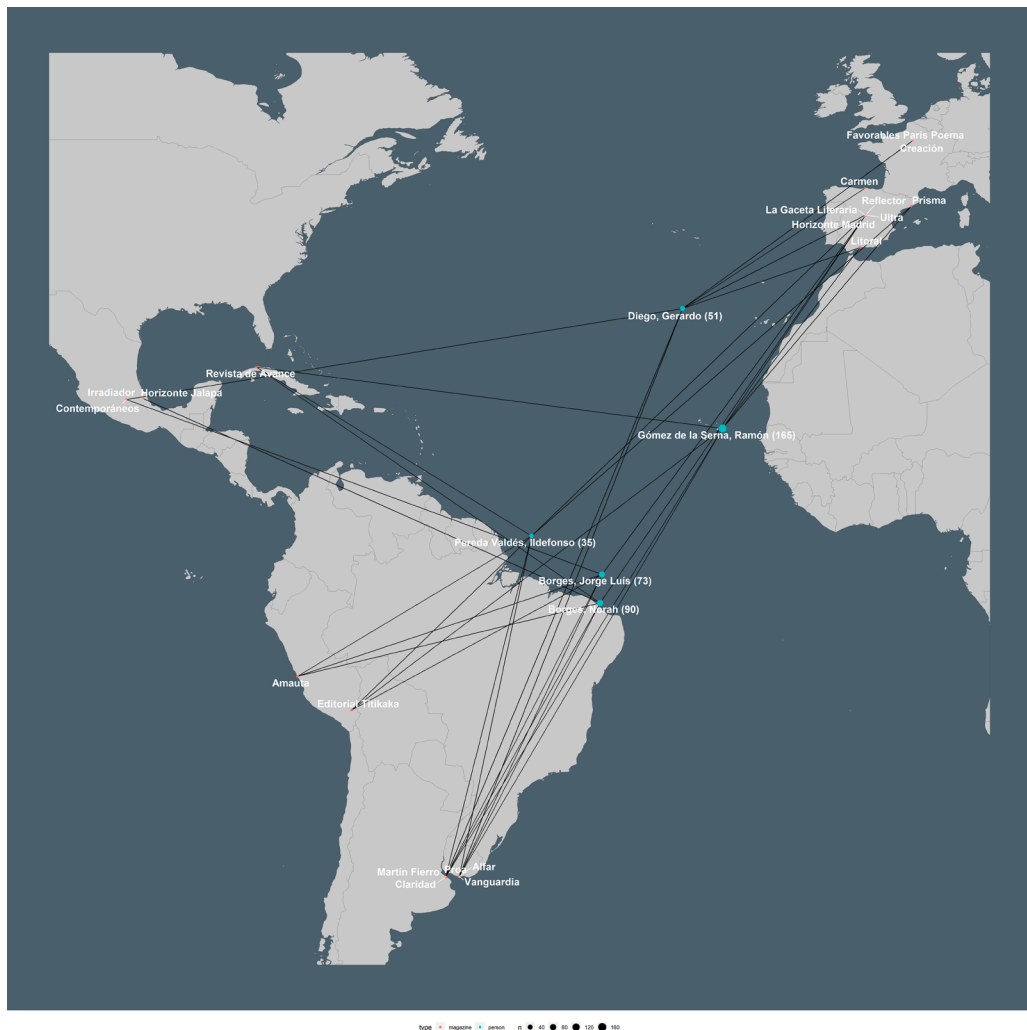 Favorables Paris Poema
Creación
Carmen
Reflector Prisma
La Gaceta Literaria
Ultra
Horizonte Madrid
Litoral
Diego, Gerardo (51)
Revista de Avance
Irradiador Horizonte Jalapa
Contemporáneos
Gómez de la Serna, Ramón (165)
Pereda Valdés, Ildefonso (35)
Borges, Jorge Luis (73)
Borges, Norah (90)
Amauta
Editorial Titikaka
Martín Fierro Proa Alfar
Claridad Vanguardia
type magazine person n 40 80 120 160